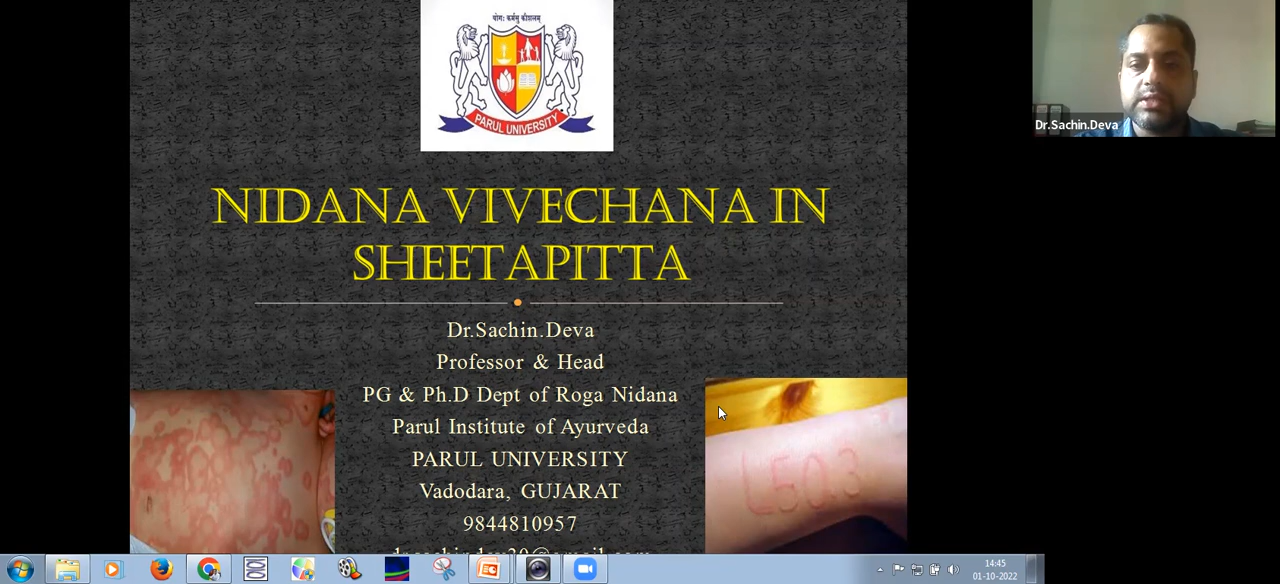 योगः कर्मसु कौशलम्
PARUL UNIVERSITY
NIDANA VIVECHANA IN
SHEETAPITTA
Dr.Sachin.Deva
Professor & Head
PG & Ph.D Dept of Roga Nidana
Parul Institute of Ayurveda
PARUL UNIVERSITY
Vadodara, GUJARAT
9844810957
L503
Dr.Sachin.Deva
14:45
01-10-2022